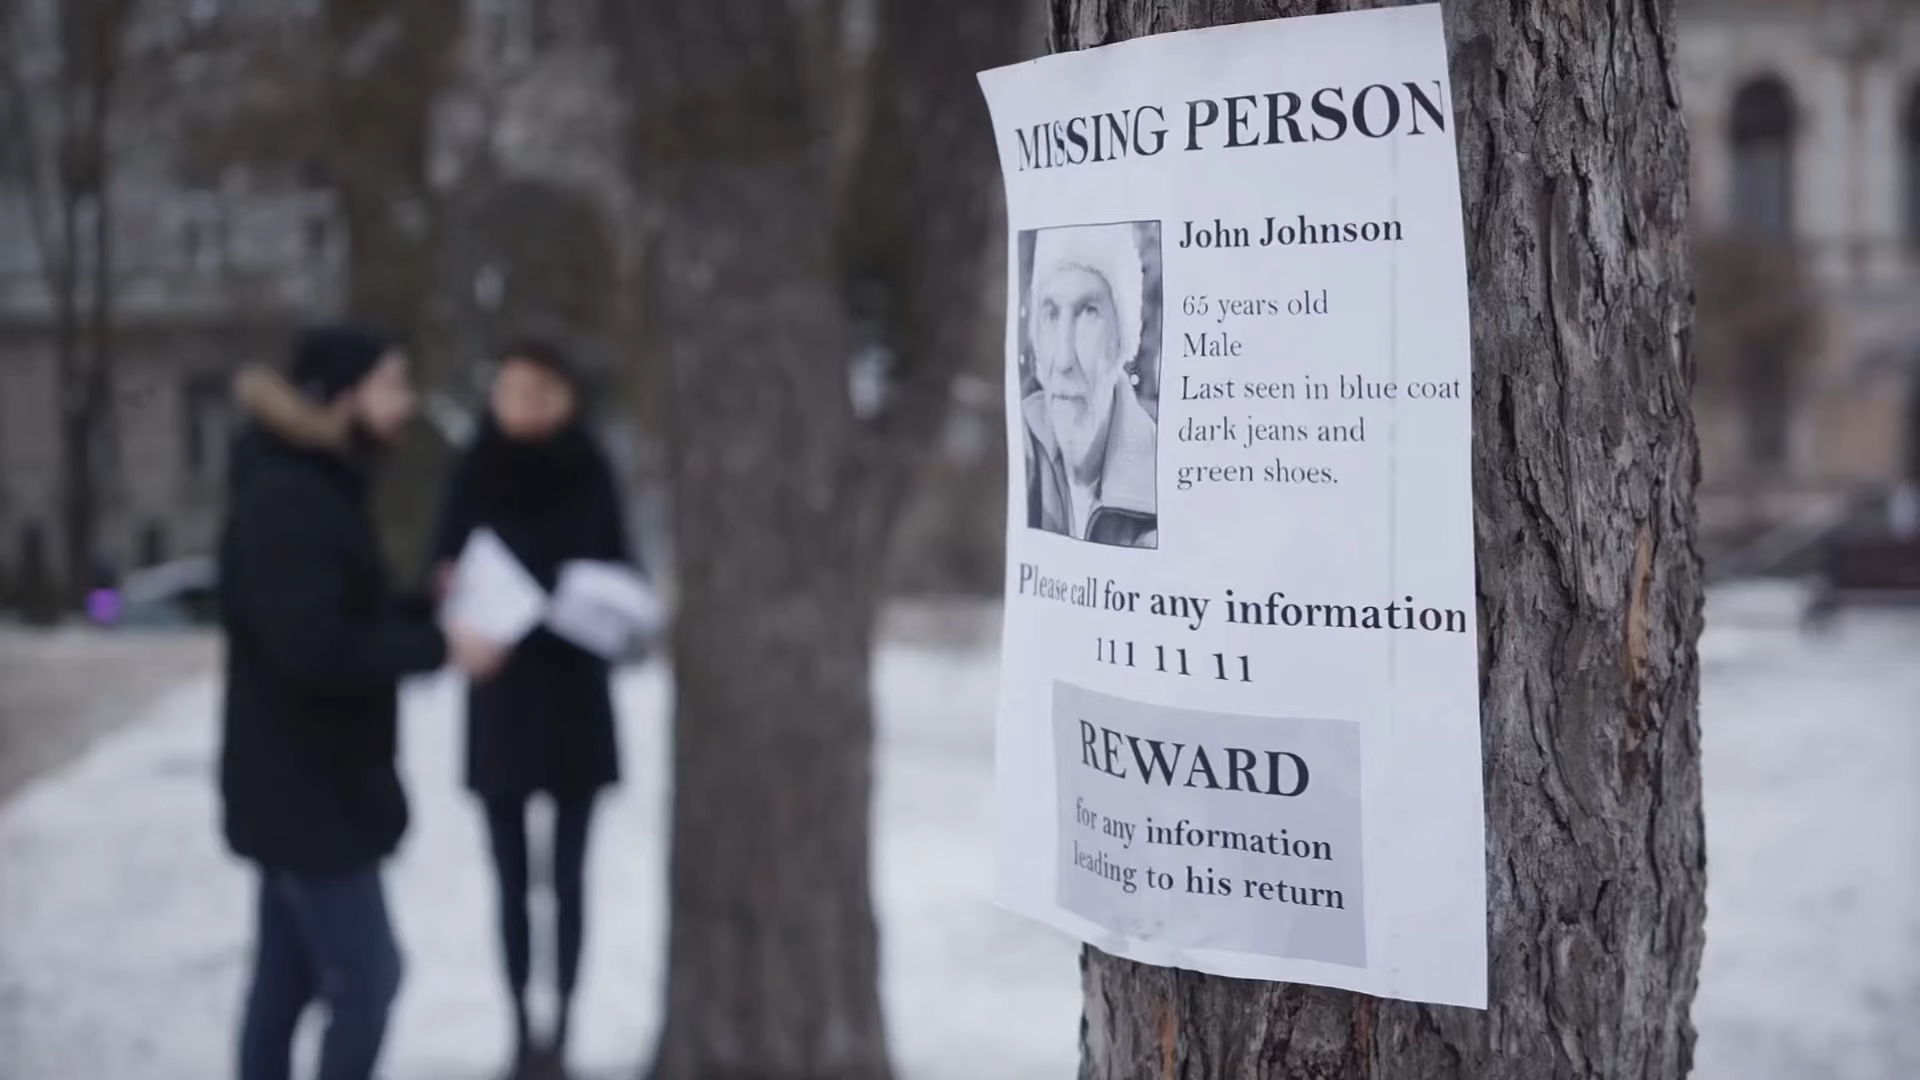 MISSING PERSON
John Johnson
65 years old
Male
Last seen in blue coat
dark jeans and
green shoes.
Please call for any information
111 11 11
REWARD
for any information
leading to his return